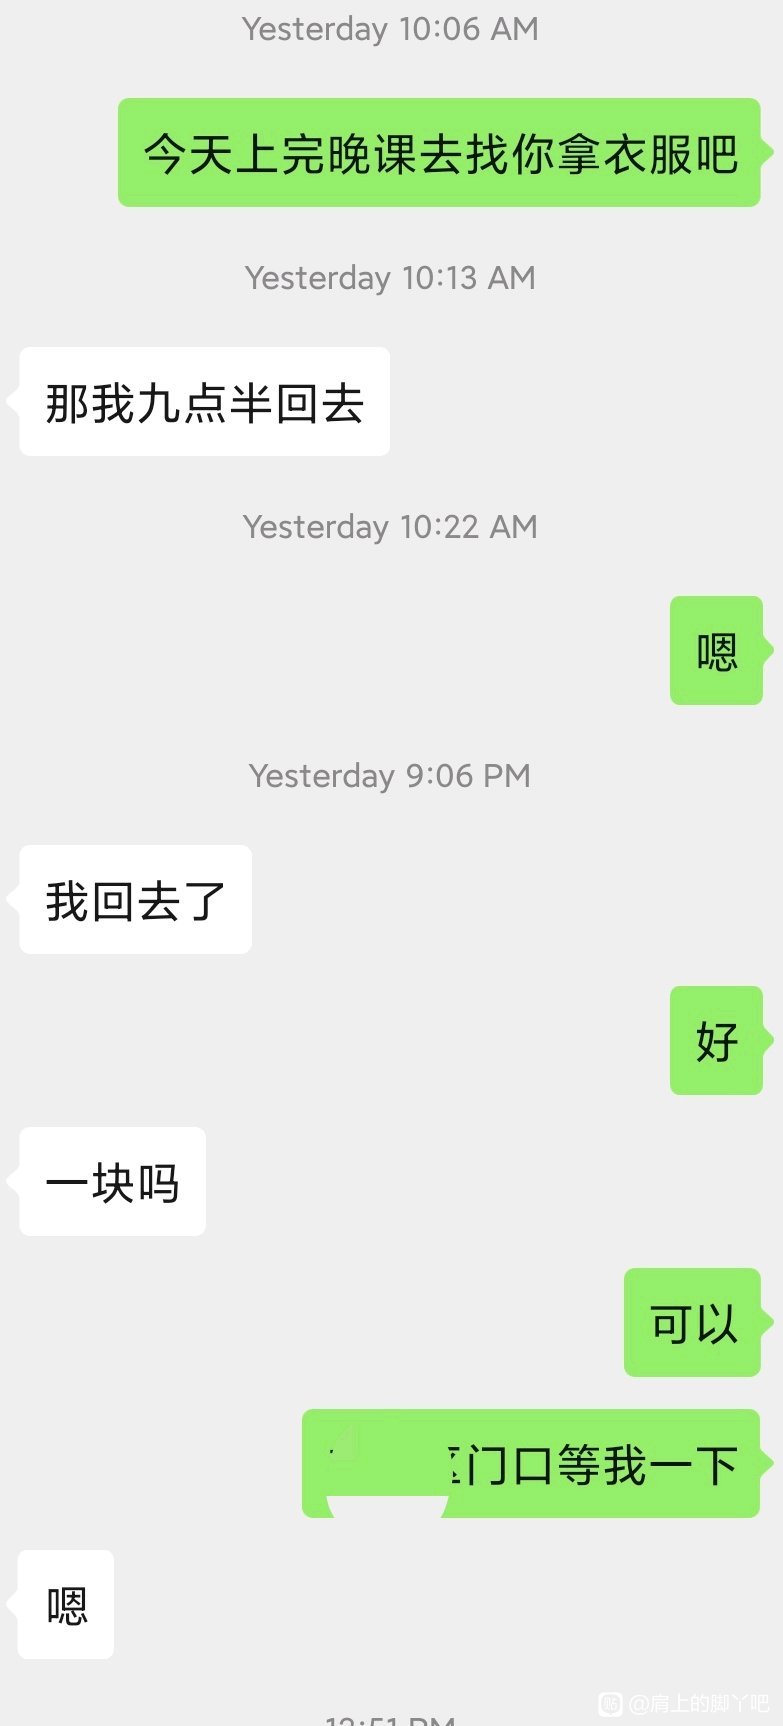 Yesterday 10:06 AM
今天上完晚课去找你拿衣服吧
Yesterday 10:13 AM
那我九点半回去
Yesterday 10:22 AM
嗯
Yesterday 9:06 PM
我回去了
好
一块吗
可以
门口等我一下
嗯
@肩上的脚丫吧
12:51 PM